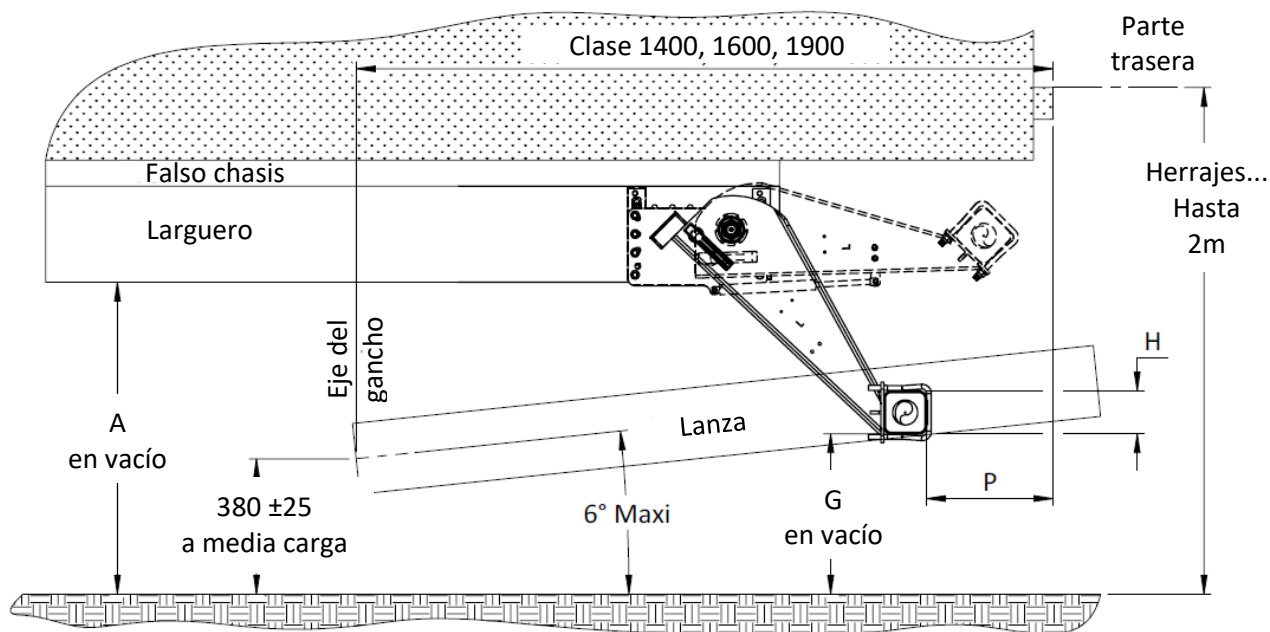 Clase 1400, 1600, 1900
Parte
trasera
Falso chasis
Larguero
Herrajes...
Hasta
2m
Eje del
gancho
H
Lanza
A
en vacío
380 ±25
a media carga
6° Maxi
G
en vacío
P